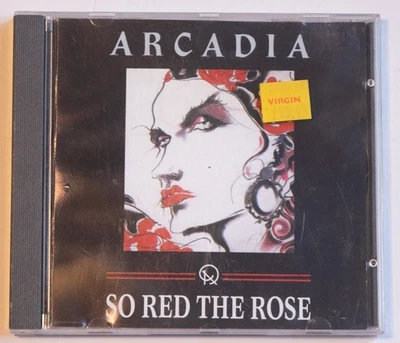 ARCADIA
VIRGIN
SO RED THE ROSE